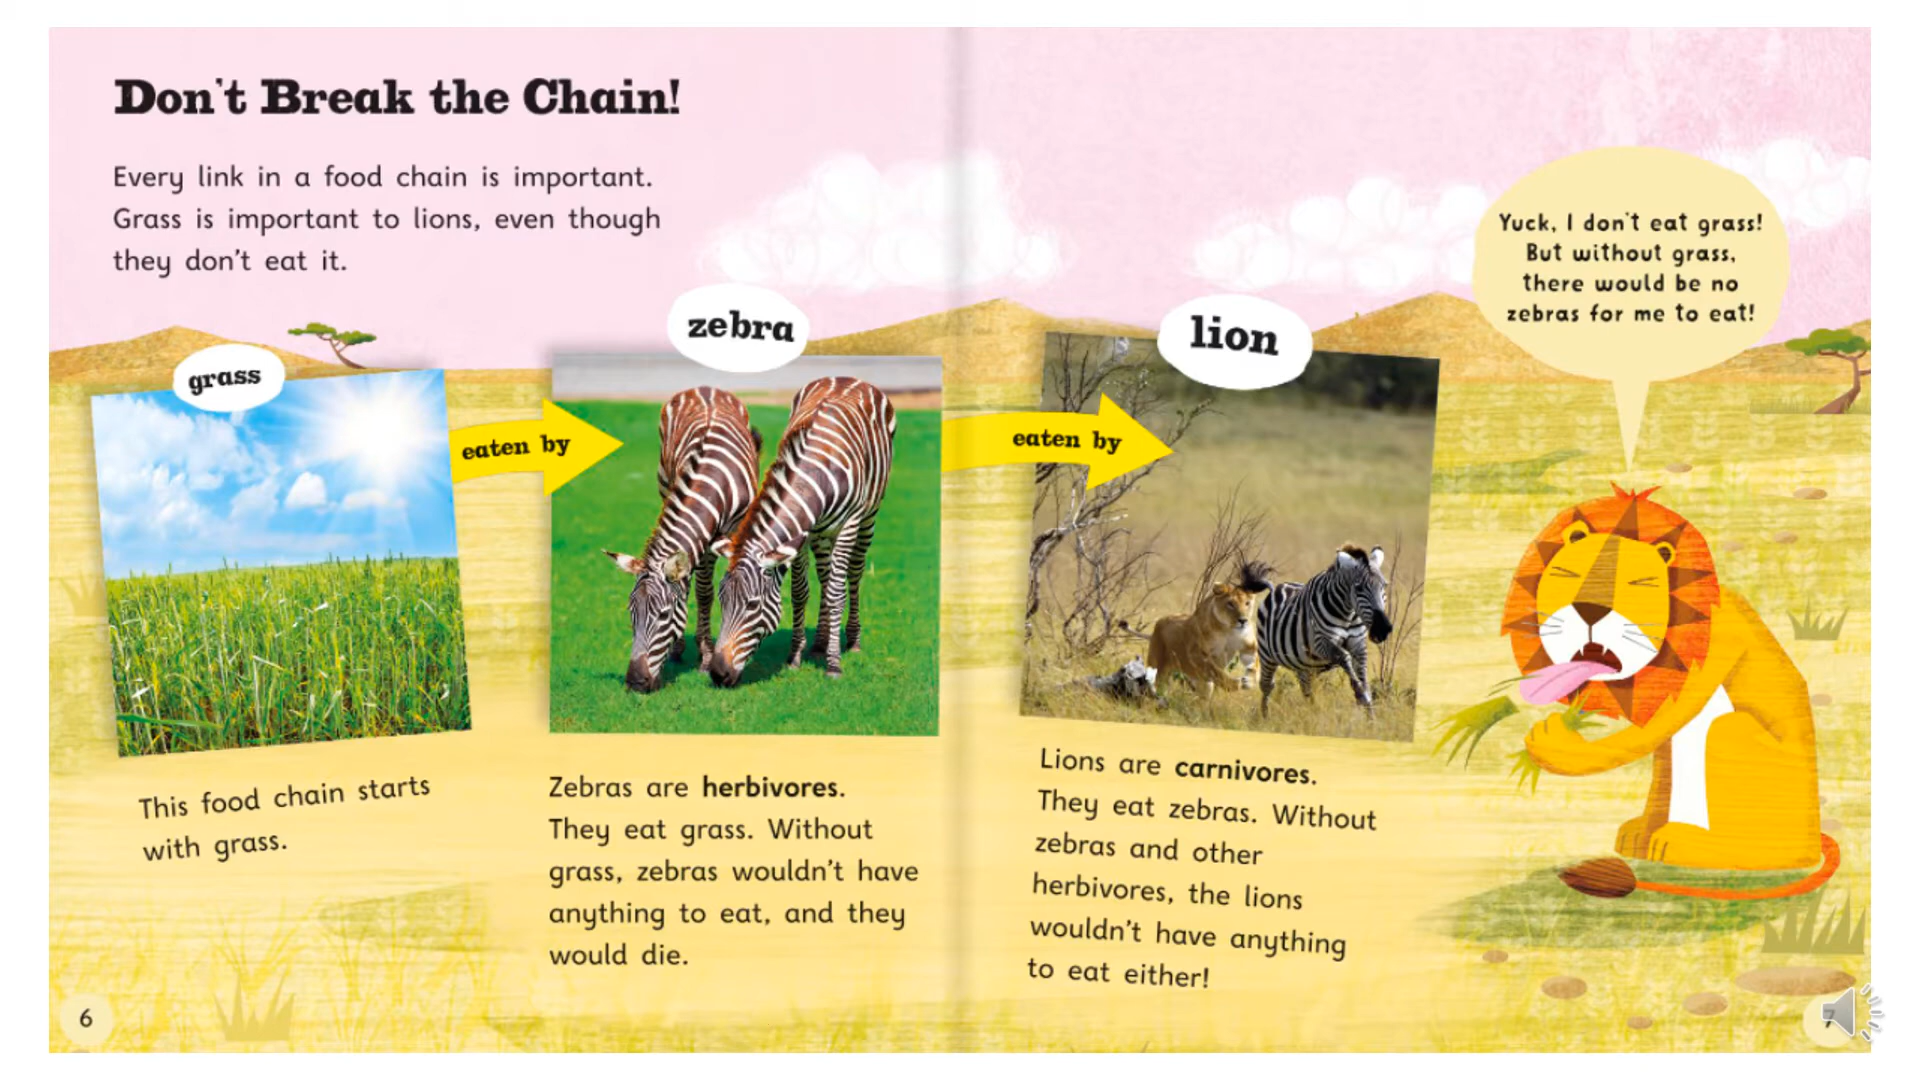 Don't Break the Chain!
Every link in a food chain is important.
Grass is important to lions, even though
they don't eat it.
grass
eaten by
zebra
eaten by
lion
Yuck, I don't eat grass!
But without grass,
there would be no
zebras for me to eat!
This food chain starts
with grass.
Zebras are herbivores.
They eat grass. Without
grass, zebras wouldn't have
anything to eat, and they
would die.
Lions are carnivores.
They eat zebras. Without
zebras and other
herbivores, the lions
wouldn't have anything
to eat either!
6
7